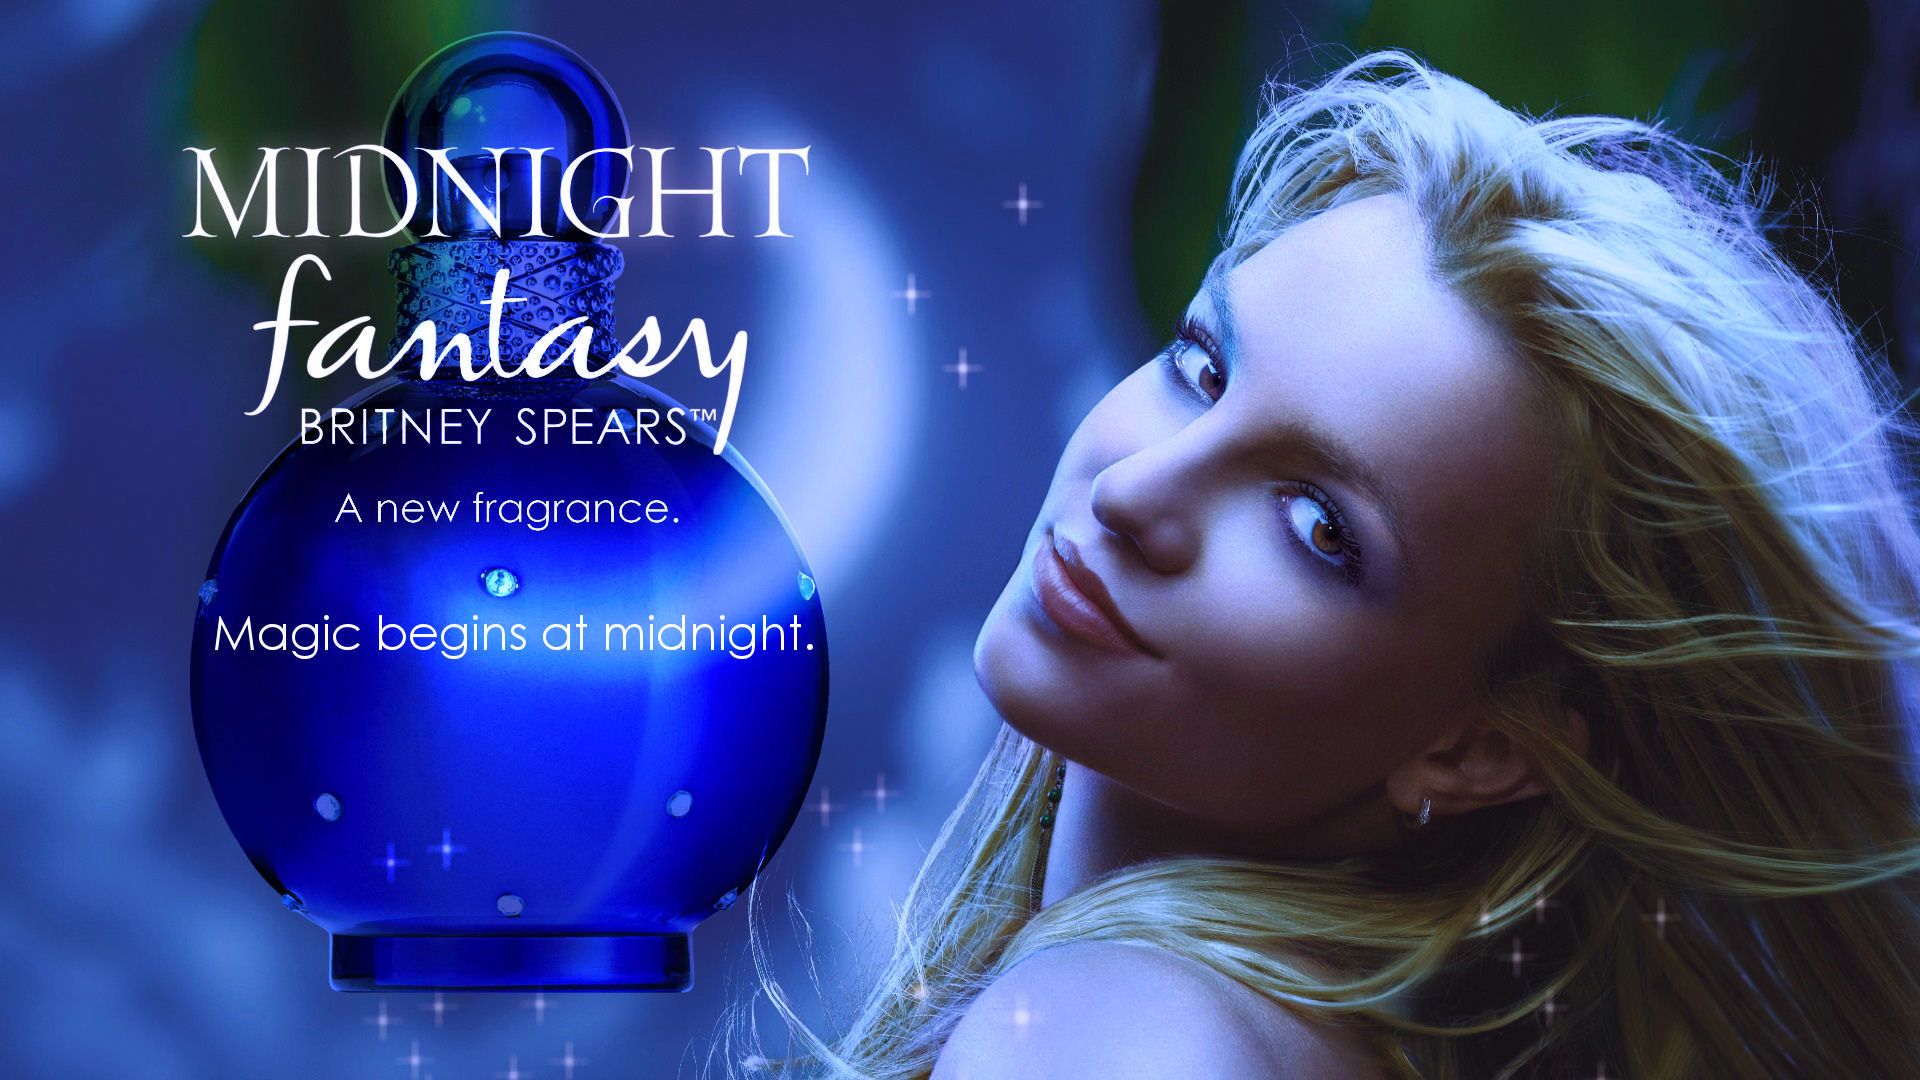 MIDNIGHT
fantasy
BRITNEY SPEARS™
A new fragrance.
Magic begins at midnight.